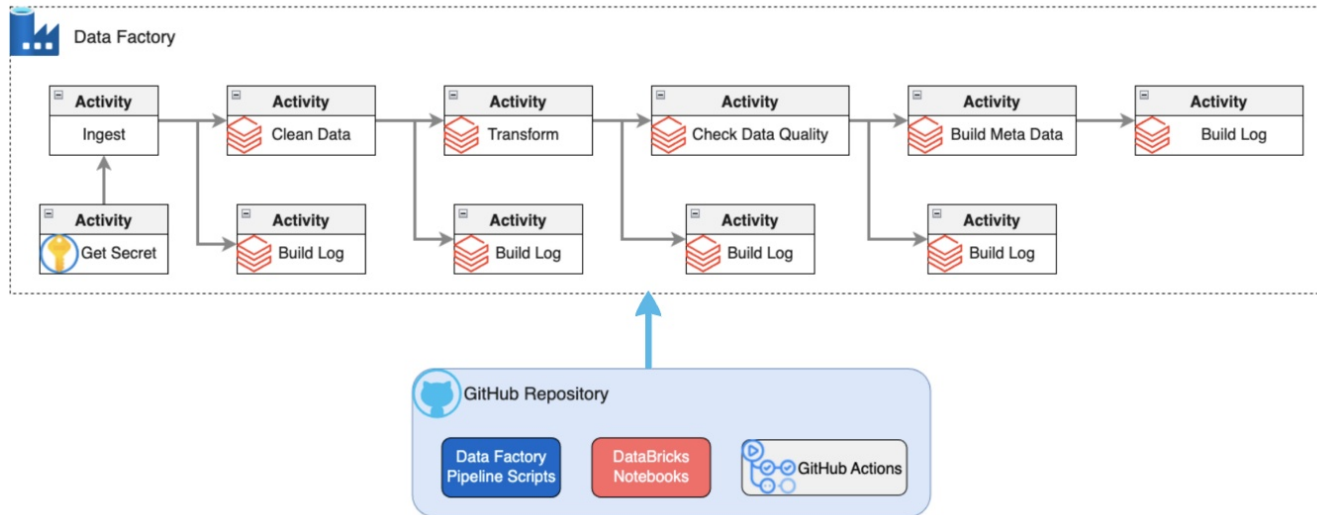 Data Factory
Activity
Ingest
Activity
Clean Data
Activity
Transform
Activity
Check Data Quality
Activity
Build Meta Data
Activity
Build Log
Activity
Get Secret
Activity
Build Log
Activity
Build Log
Activity
Build Log
Activity
Build Log
GitHub Repository
Data Factory
Pipeline Scripts
DataBricks
Notebooks
GitHub Actions